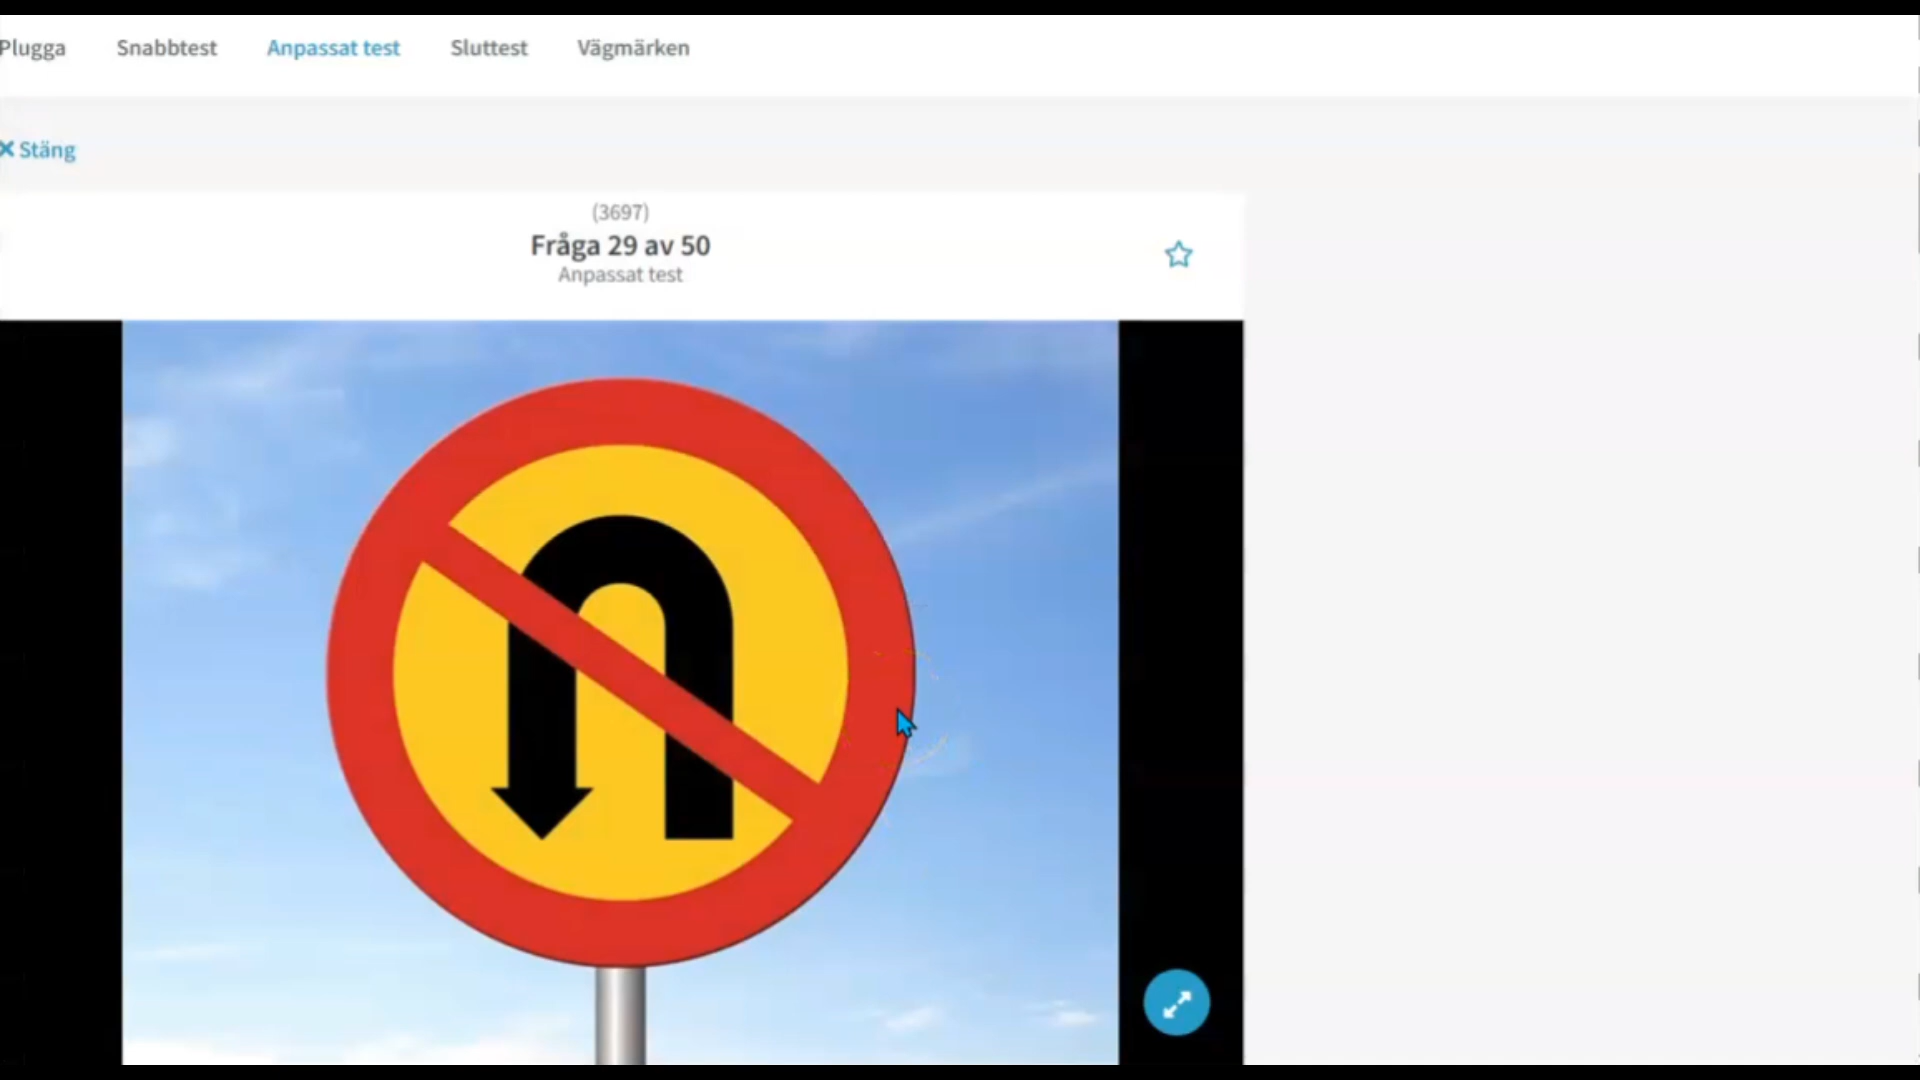 Plugga Snabbtest Anpassat test Sluttest Vägmärken
Stäng
(3697)
Fråga 29 av 50
Anpassat test